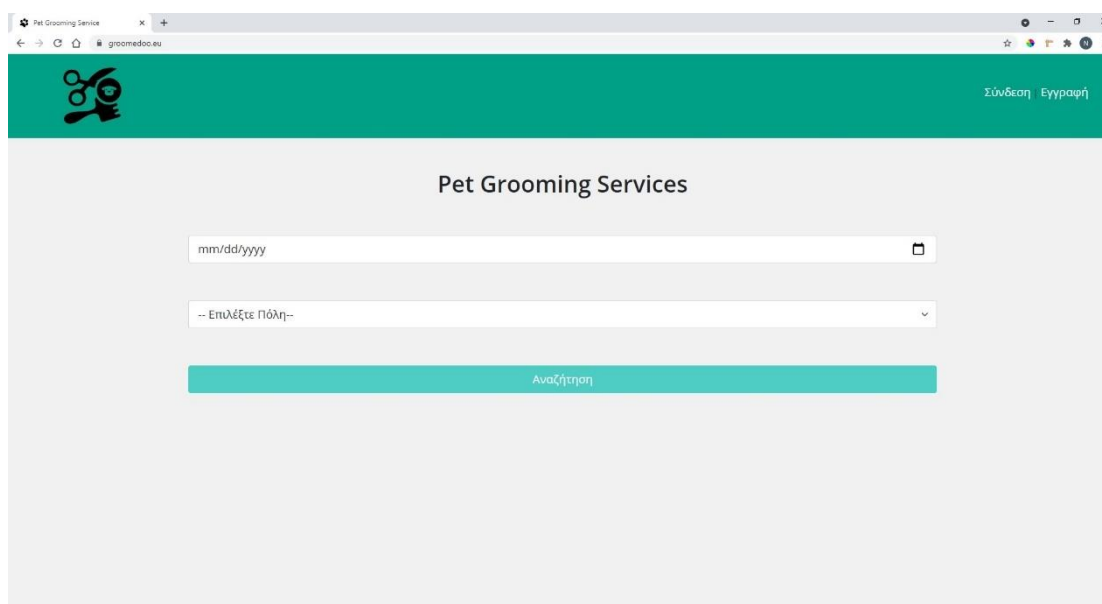 Pet Grooming Service
groomedoo.eu
N
Σύνδεση Εγγραφή
Pet Grooming Services
mm/dd/yyyy
-- Επιλέξτε Πόλη--
Αναζήτηση